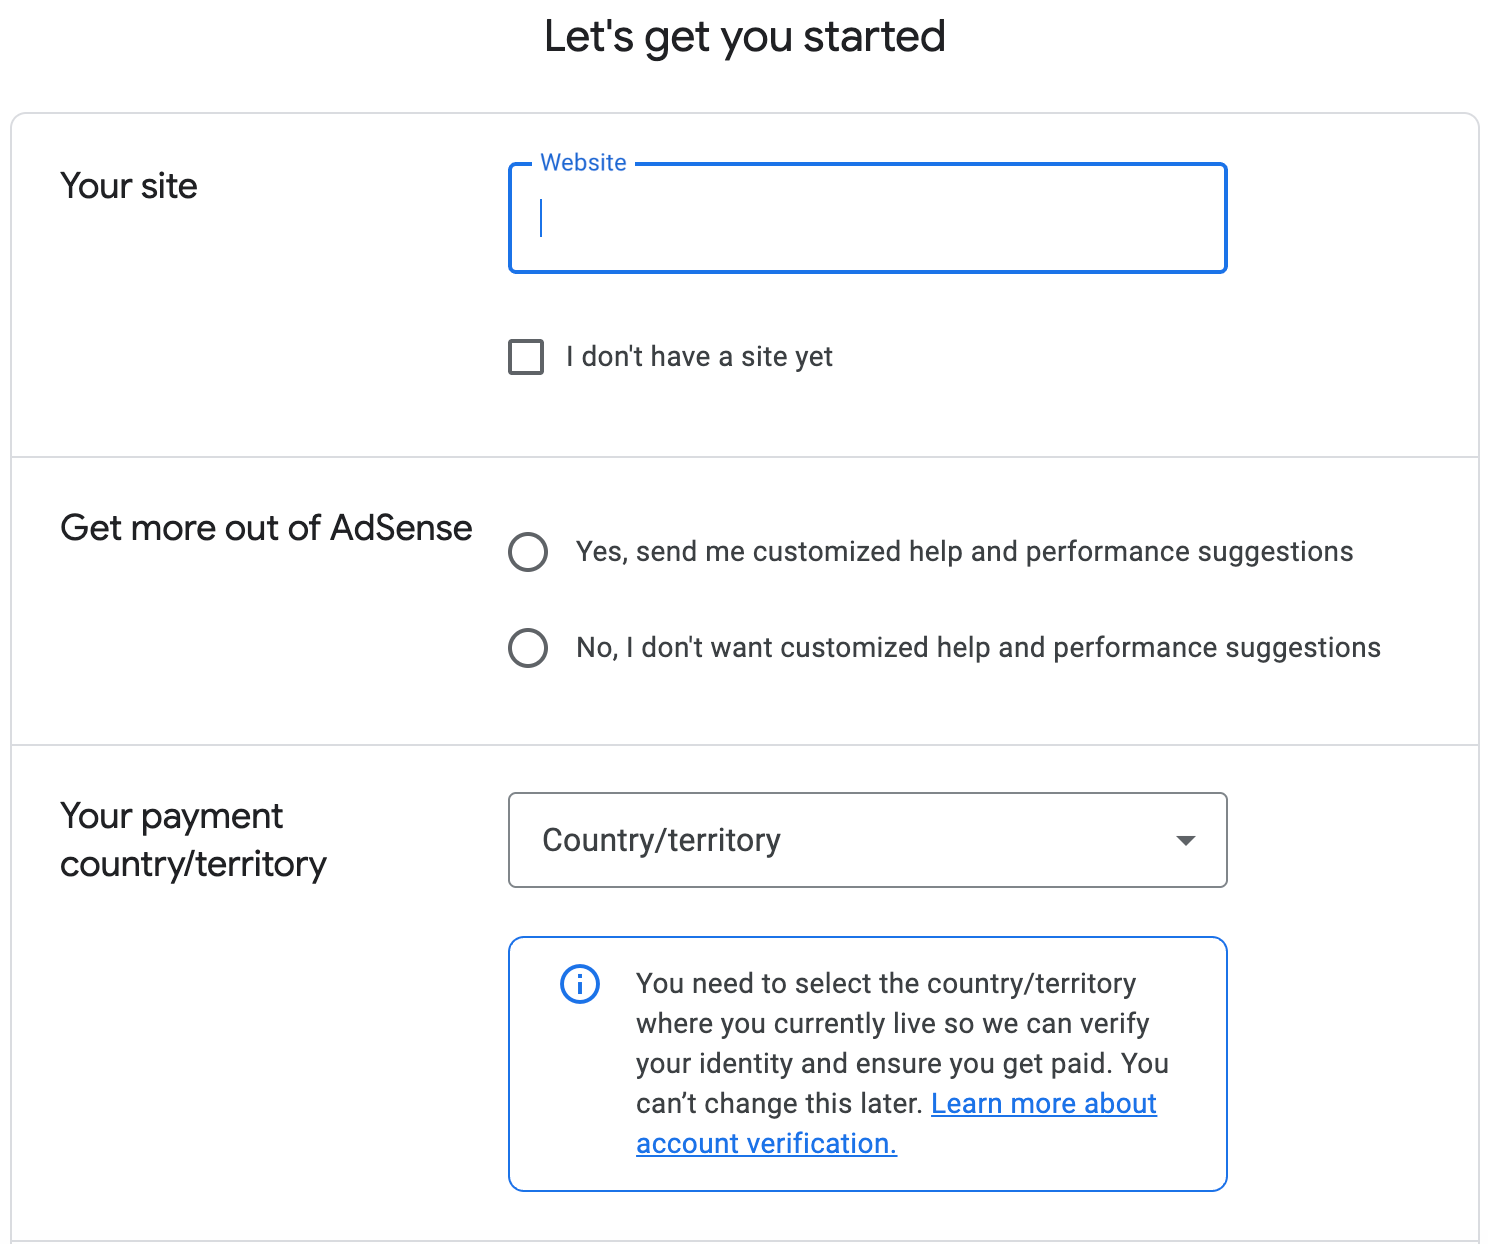 Let's get you started
Your site
Website
I don't have a site yet
Get more out of AdSense
Yes, send me customized help and performance suggestions
No, I don't want customized help and performance suggestions
Your payment
country/territory
Country/territory
You need to select the country/territory
where you currently live so we can verify
your identity and ensure you get paid. You
can’t change this later. Learn more about
account verification.